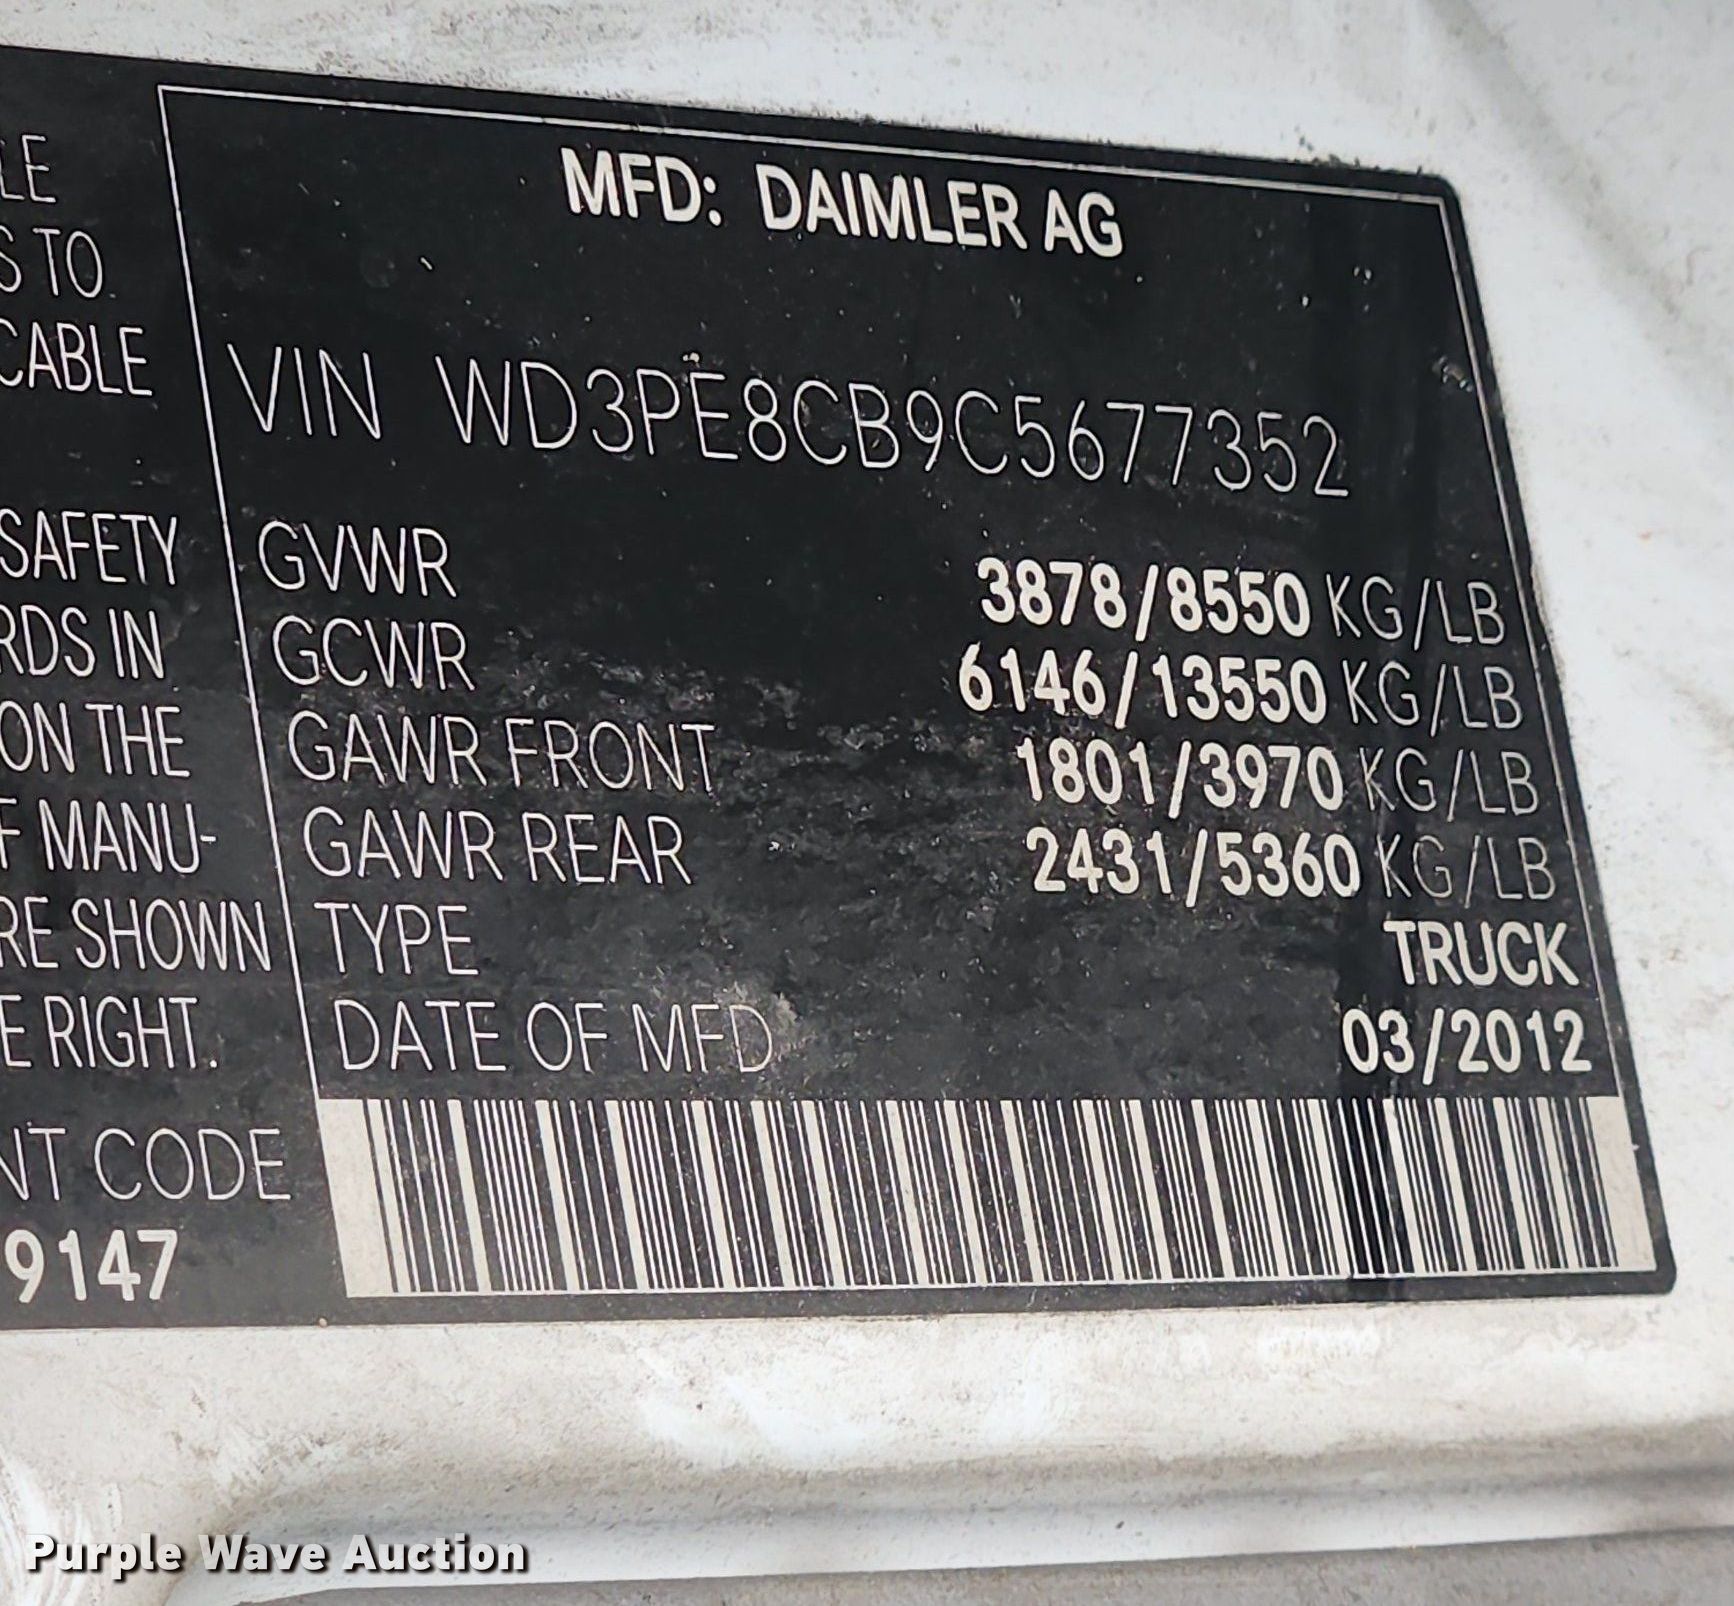 LE
S TO
CABLE
SAFETY
RDS IN
ON THE
F MANU-
RE SHOWN
E RIGHT.
NT CODE
9147
MFD: DAIMLER AG
VIN WD3PE8CB9C5677352
GVWR 3878/8550 KG/LB
GCWR 6146/13550 KG/LB
GAWR FRONT 1801/3970 KG/LB
GAWR REAR 2431/5360 KG/LB
TYPE TRUCK
DATE OF MFD 03/2012
Purple Wave Auction